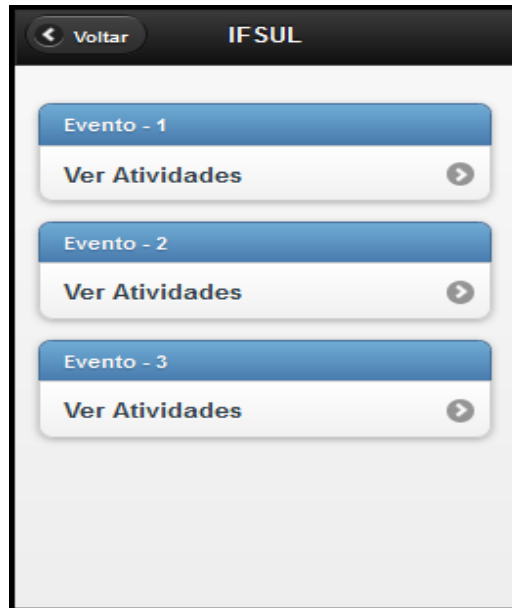 Voltar IFSUL
Evento - 1
Ver Atividades
Evento - 2
Ver Atividades
Evento - 3
Ver Atividades